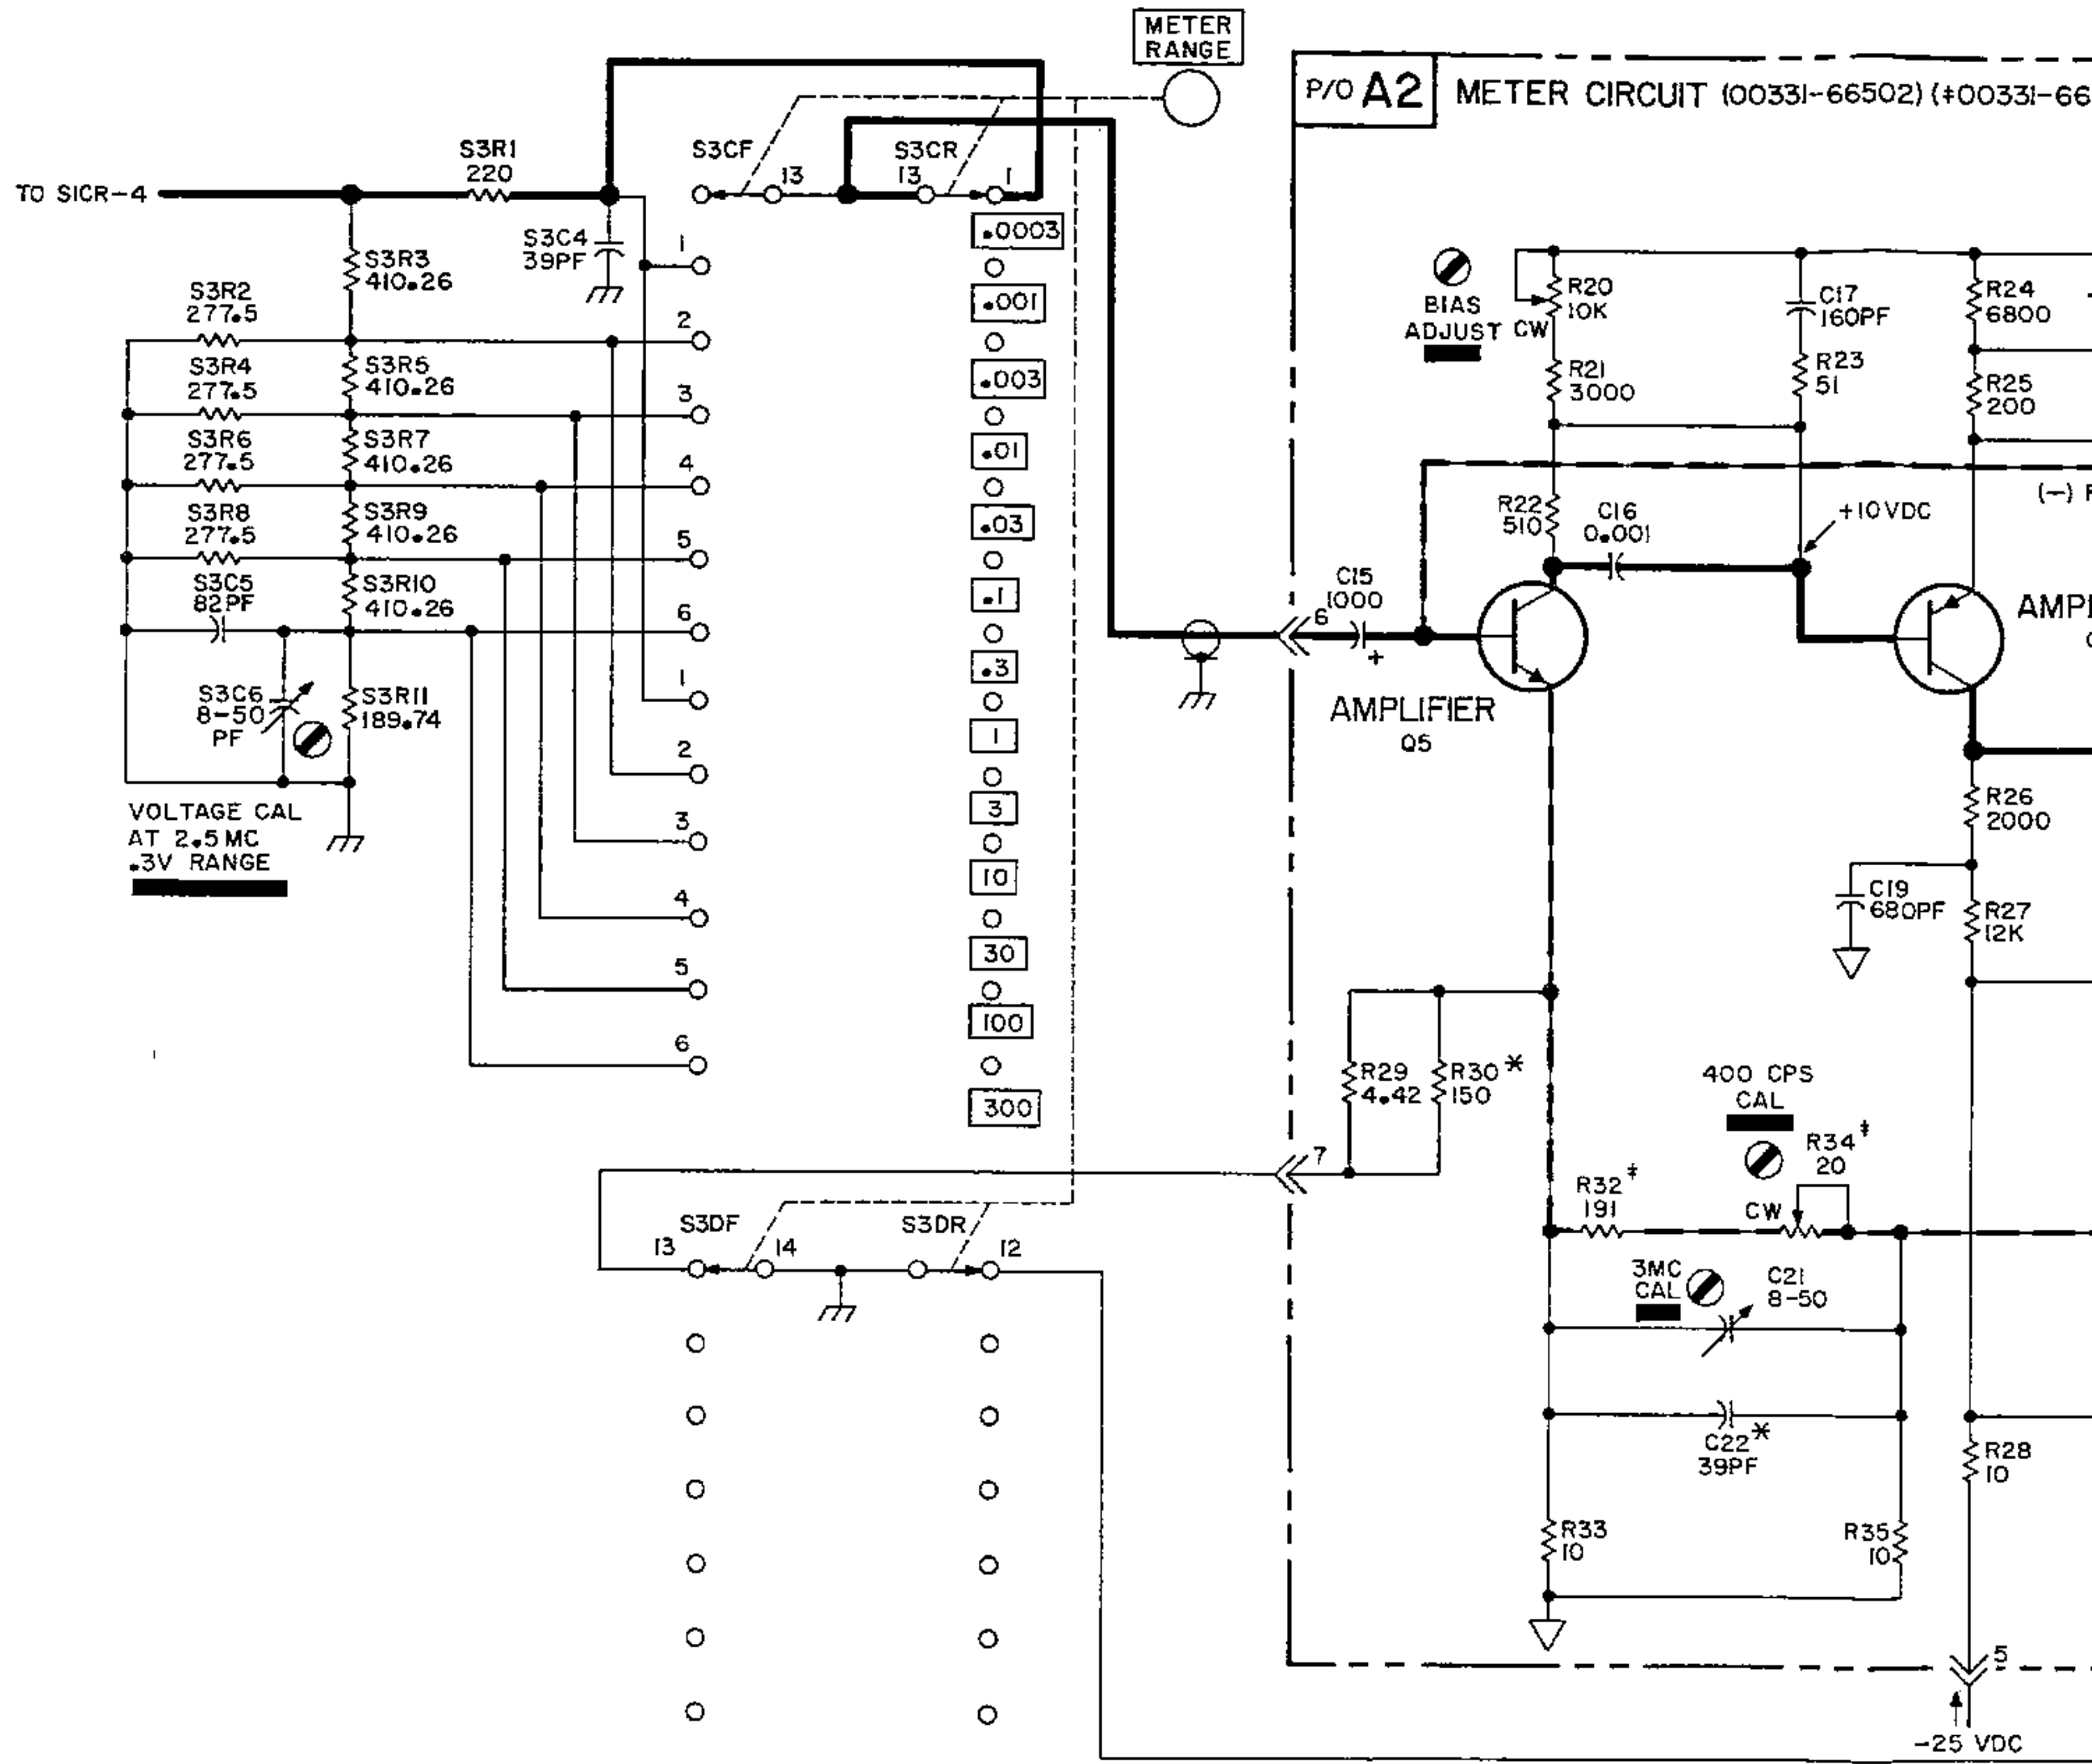 METER
RANGE
P/O A2 METER CIRCUIT (00331-66502) (‡00331-66
TO S1CR-4
S3R1
220
S3CF
13
S3CR
13
1
.0003
S3C4
39PF
1
S3R3
410.26
.001
S3R2
277.5
2
S3R4
277.5
S3R5
410.26
.003
3
S3R6
277.5
S3R7
410.26
.01
4
S3R8
277.5
S3R9
410.26
.03
5
S3C5
82PF
S3R10
410.26
.1
6
S3C6
8-50
PF
S3R11
189.74
.3
1
1
2
3
VOLTAGE CAL
AT 2.5MC
.3V RANGE
3
10
4
30
5
100
6
300
BIAS
ADJUST
CW
R20
10K
R21
3000
C17
160PF
R23
51
R24
6800
R25
200
R22
510
C16
0.001
+10VDC
(-)
C15
1000
+
6
AMPLIFIER
Q5
R26
2000
C19
680PF
R27
12K
R29
4.42
R30*
150
7
400 CPS
CAL
R34‡
20
R32‡
191
CW
S3DF
13
14
S3DR
12
3MC
CAL
C21
8-50
C22*
39PF
R28
10
R33
10
R35
10
5
-25 VDC